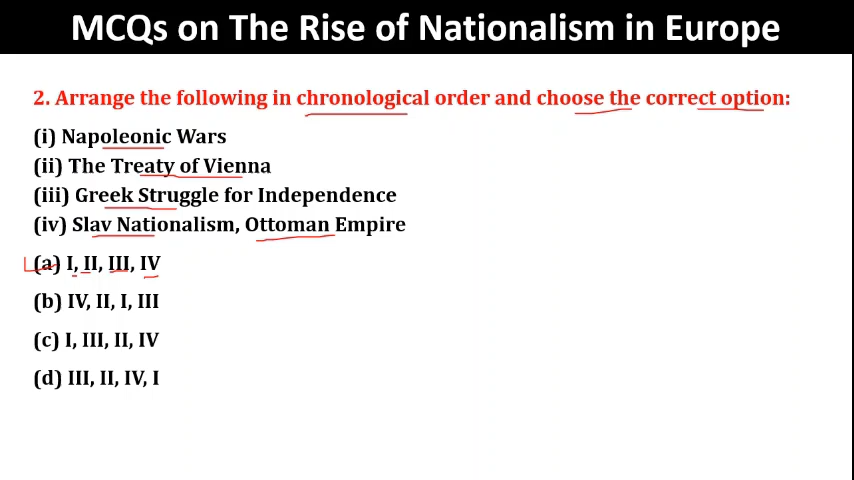 MCQs on The Rise of Nationalism in Europe
2. Arrange the following in chronological order and choose the correct option:
(i) Napoleonic Wars
(ii) The Treaty of Vienna
(iii) Greek Struggle for Independence
(iv) Slav Nationalism, Ottoman Empire
(a) I, II, III, IV
(b) IV, II, I, III
(c) I, III, II, IV
(d) III, II, IV, I